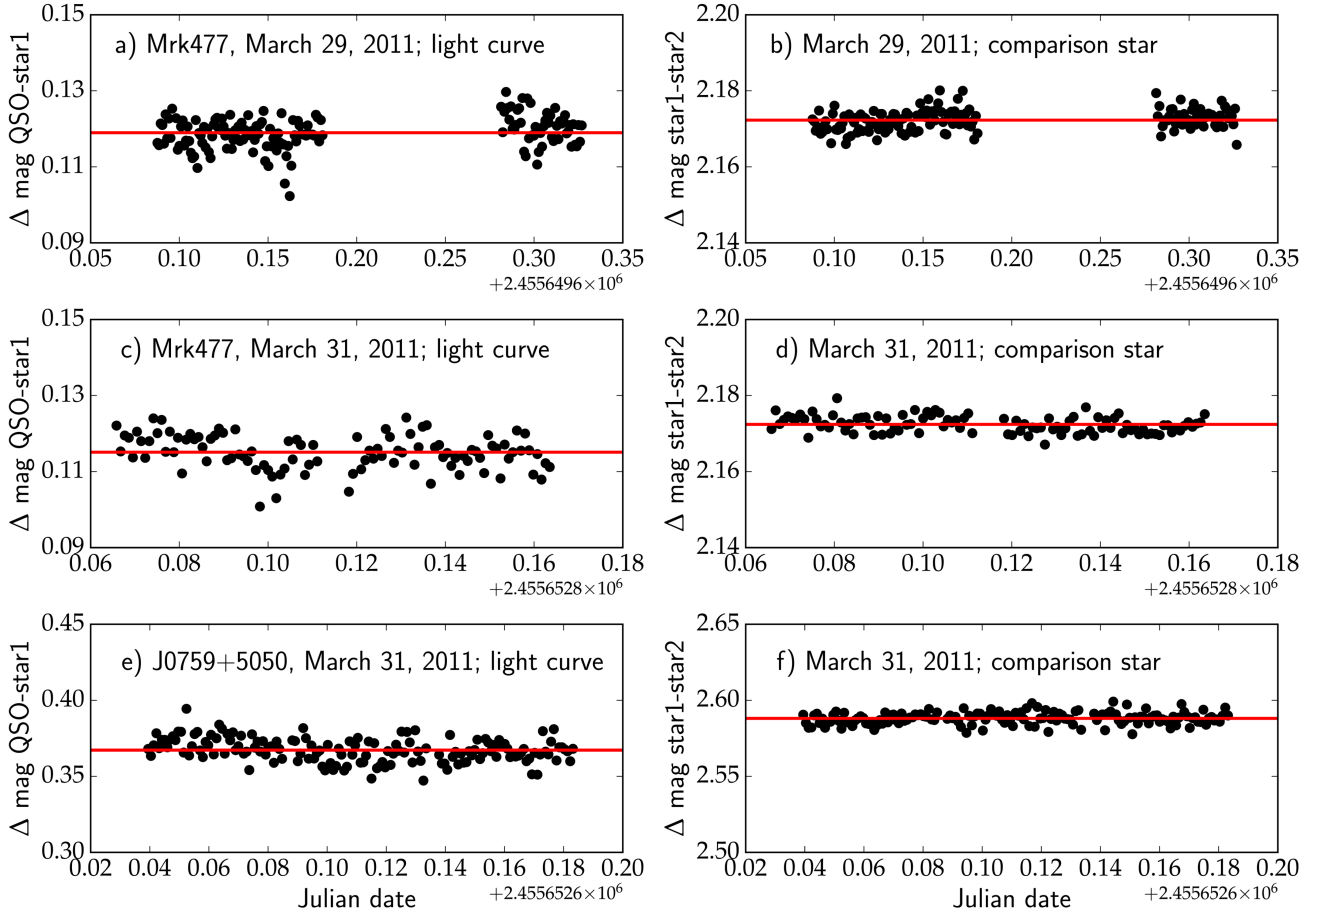 a) Mrk477, March 29, 2011; light curve
Δ mag QSO-star1
0.15
0.13
0.11
0.09
0.05 0.10 0.15 0.20 0.25 0.30 0.35
+2.4556496×10⁶
b) March 29, 2011; comparison star
Δ mag star1-star2
2.20
2.18
2.16
2.14
0.05 0.10 0.15 0.20 0.25 0.30 0.35
+2.4556496×10⁶
c) Mrk477, March 31, 2011; light curve
Δ mag QSO-star1
0.15
0.13
0.11
0.09
0.06 0.08 0.10 0.12 0.14 0.16 0.18
+2.4556528×10⁶
d) March 31, 2011; comparison star
Δ mag star1-star2
2.20
2.18
2.16
2.14
0.06 0.08 0.10 0.12 0.14 0.16 0.18
+2.4556528×10⁶
e) J0759+5050, March 31, 2011; light curve
Δ mag QSO-star1
0.45
0.40
0.35
0.30
0.02 0.04 0.06 0.08 0.10 0.12 0.14 0.16 0.18 0.20
Julian date
+2.4556526×10⁶
f) March 31, 2011; comparison star
Δ mag star1-star2
2.65
2.60
2.55
2.50
0.02 0.04 0.06 0.08 0.10 0.12 0.14 0.16 0.18 0.20
Julian date
+2.4556526×10⁶